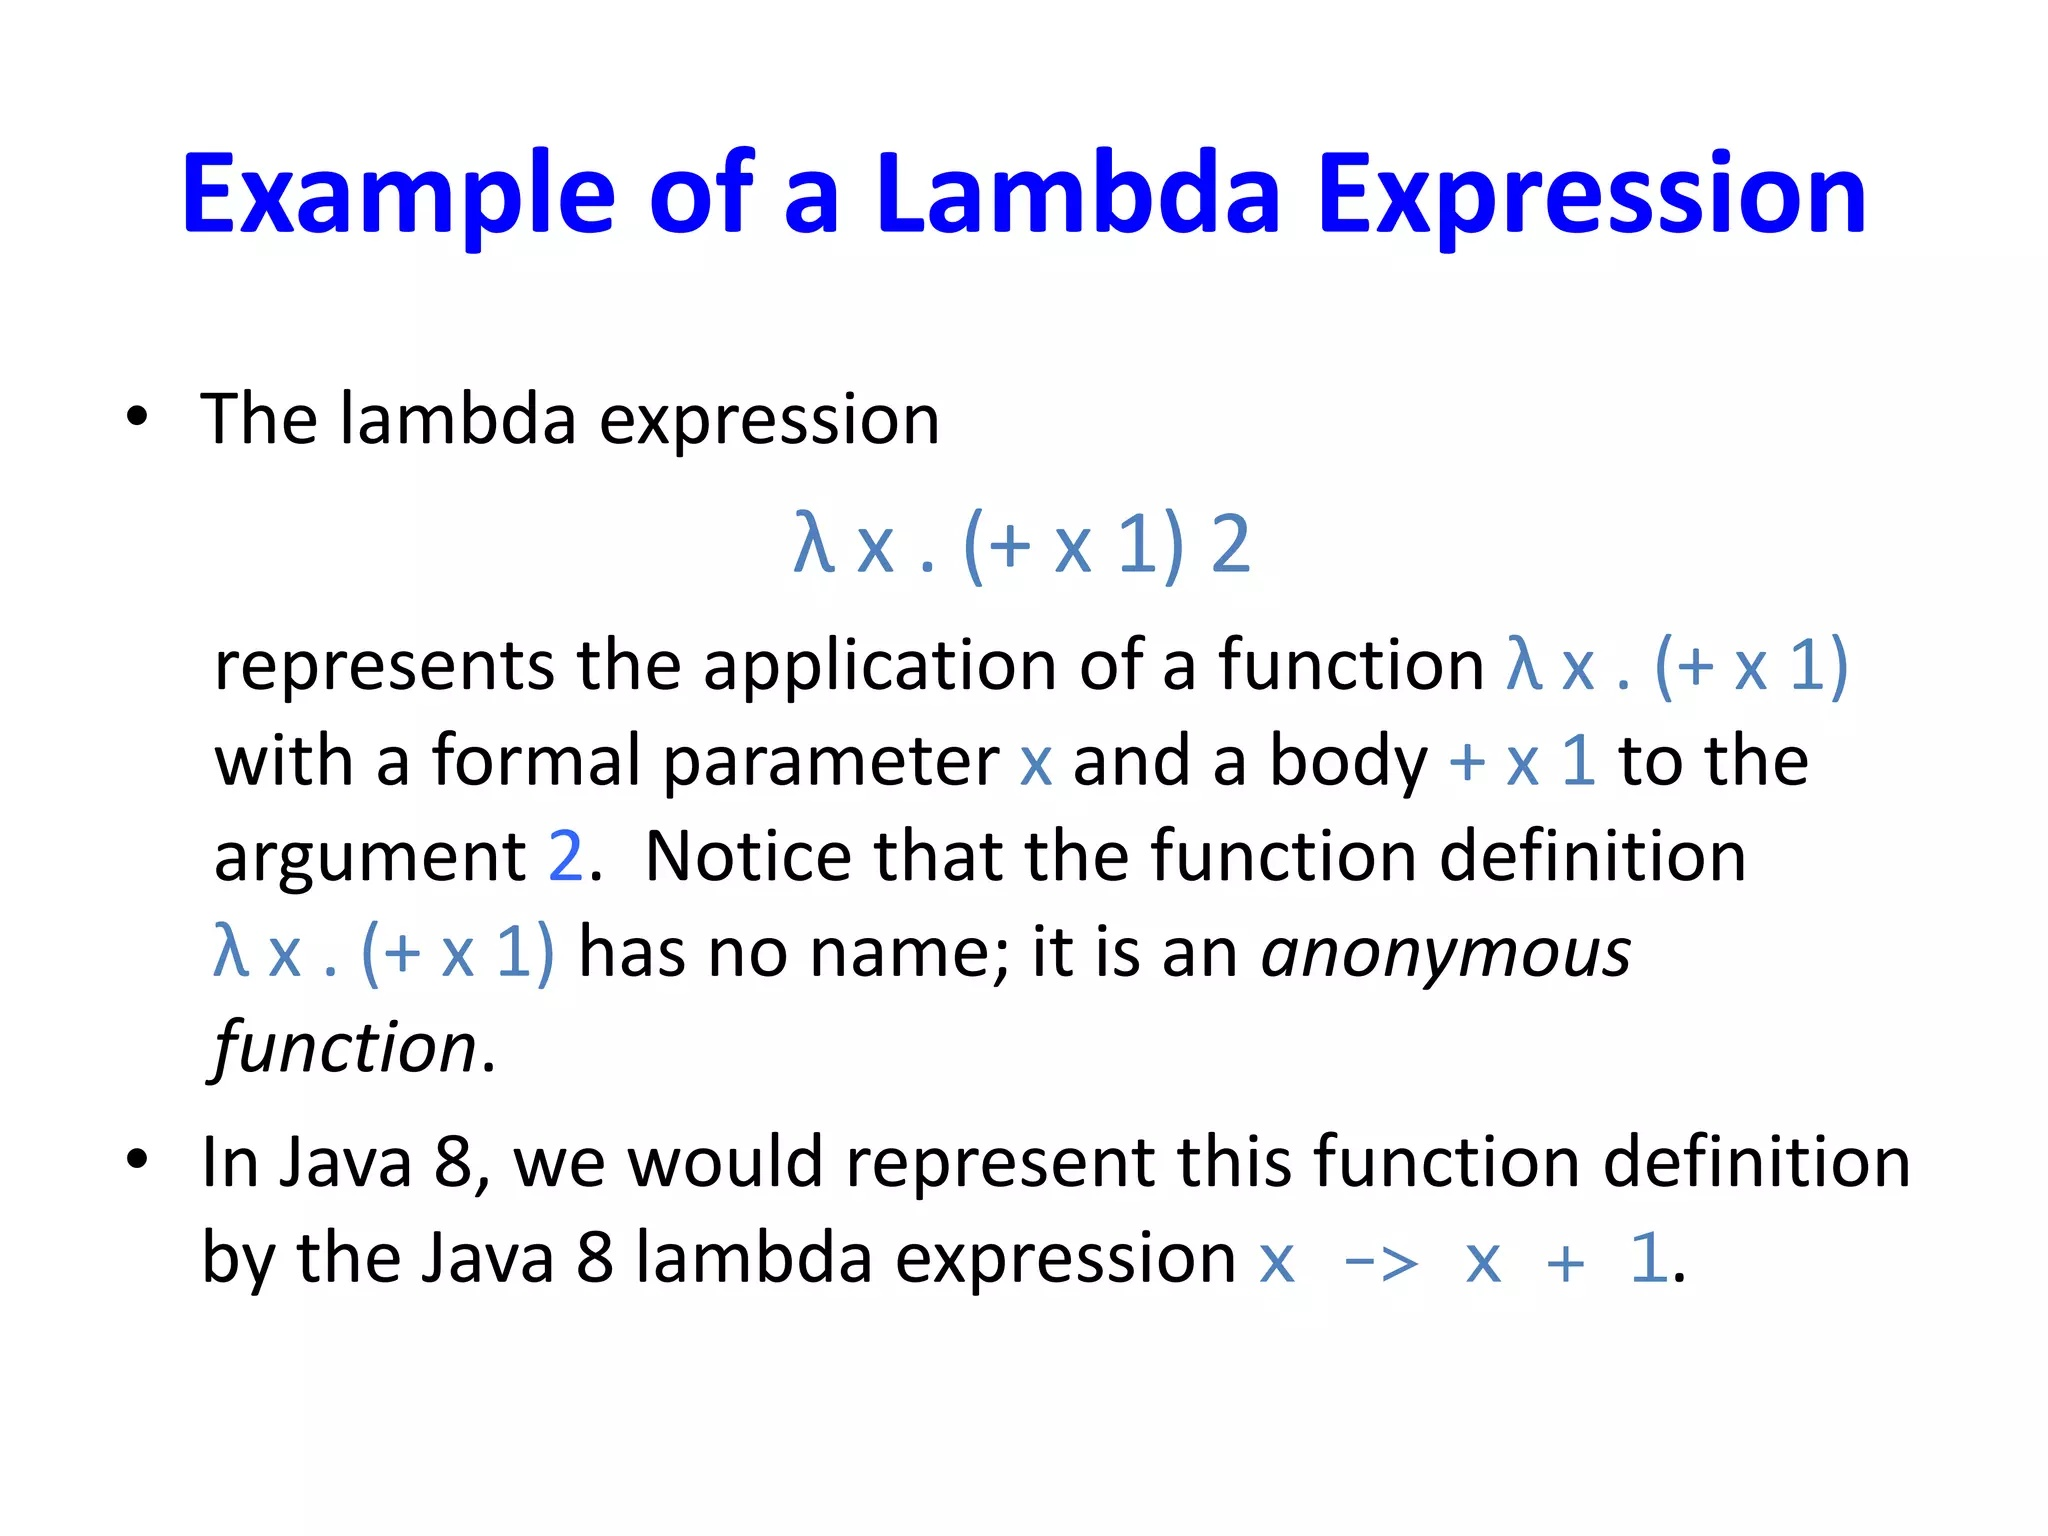 Example of a Lambda Expression
• The lambda expression
λ x . (+ x 1) 2
represents the application of a function λ x . (+ x 1)
with a formal parameter x and a body + x 1 to the
argument 2. Notice that the function definition
λ x . (+ x 1) has no name; it is an anonymous
function.
• In Java 8, we would represent this function definition
by the Java 8 lambda expression x -> x + 1.